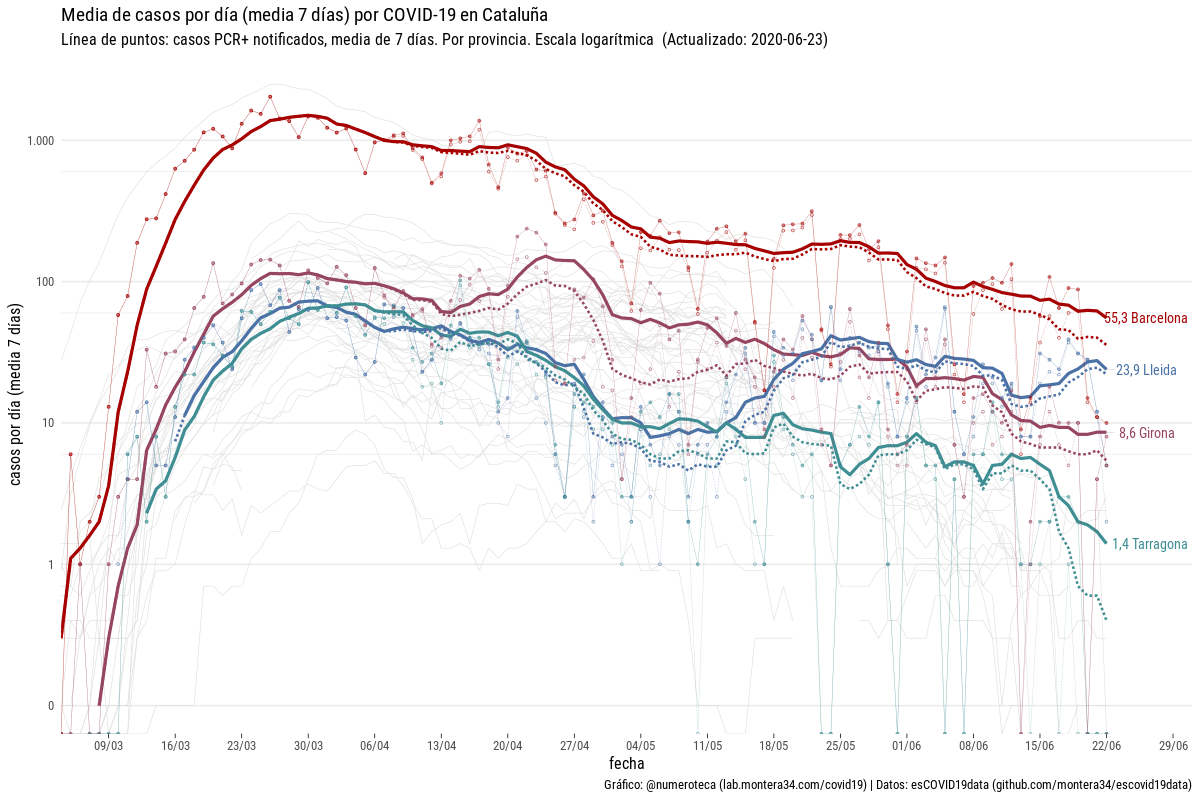 Media de casos por día (media 7 días) por COVID-19 en Cataluña
Línea de puntos: casos PCR+ notificados, media de 7 días. Por provincia. Escala logarítmica (Actualizado: 2020-06-23)
casos por día (media 7 días)
1.000
100
10
1
0
55,3 Barcelona
23,9 Lleida
8,6 Girona
1,4 Tarragona
09/03 16/03 23/03 30/03 06/04 13/04 20/04 27/04 04/05 11/05 18/05 25/05 01/06 08/06 15/06 22/06 29/06
fecha
Gráfico: @numeroteca (lab.montera34.com/covid19) | Datos: esCOVID19data (github.com/montera34/escovid19data)